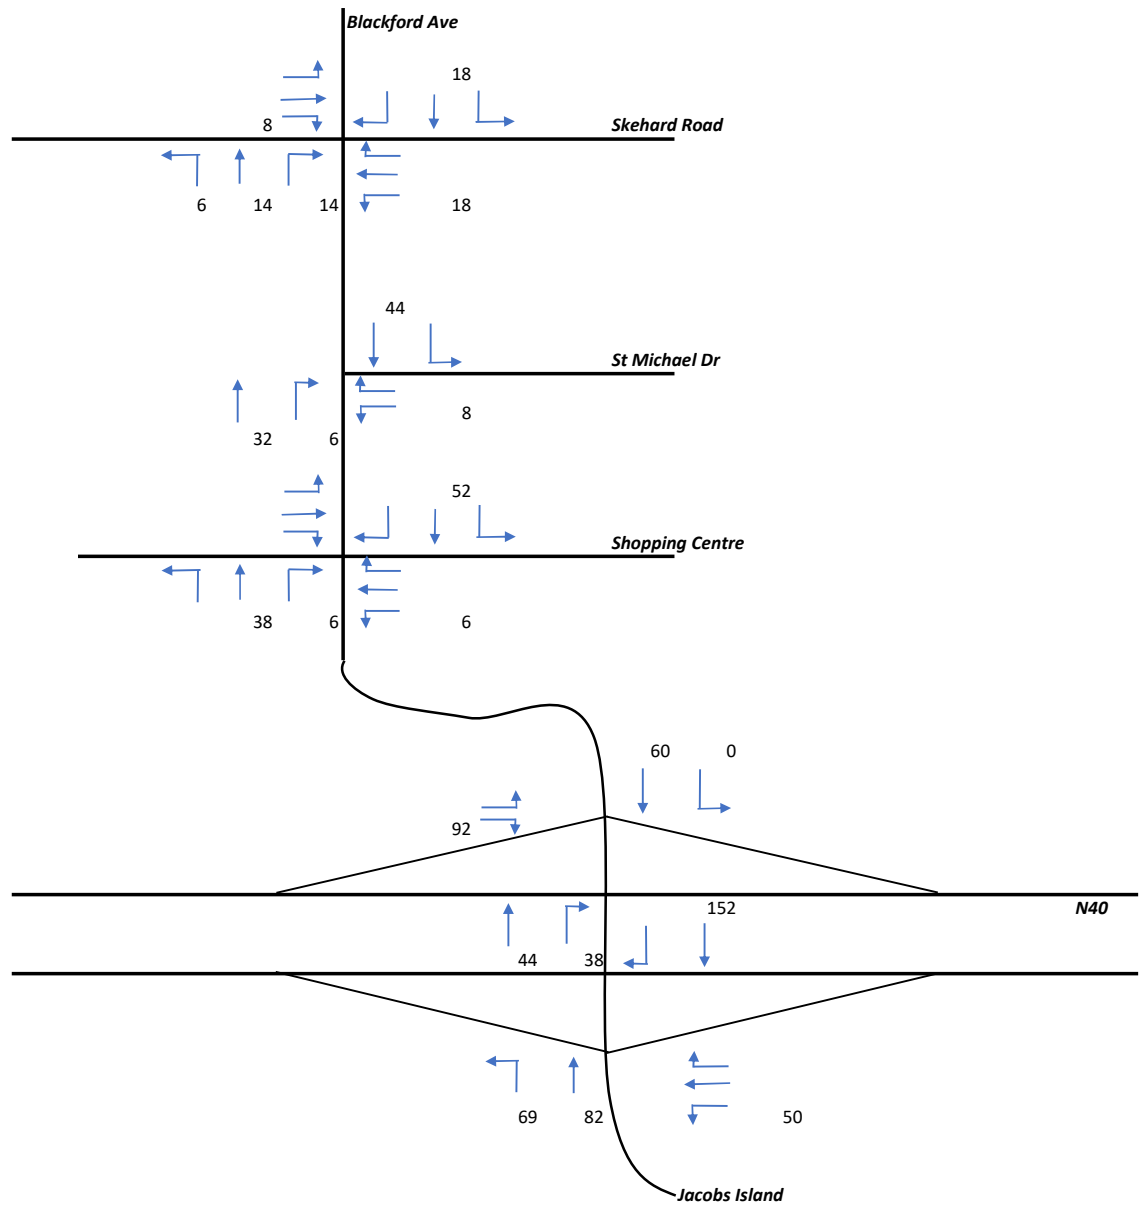 Blackford Ave
18
8
Skehard Road
6 14 14 18
44
St Michael Dr
8
32 6
52
Shopping Centre
38 6 6
60 0
92
152
N40
44 38
69 82 50
Jacobs Island